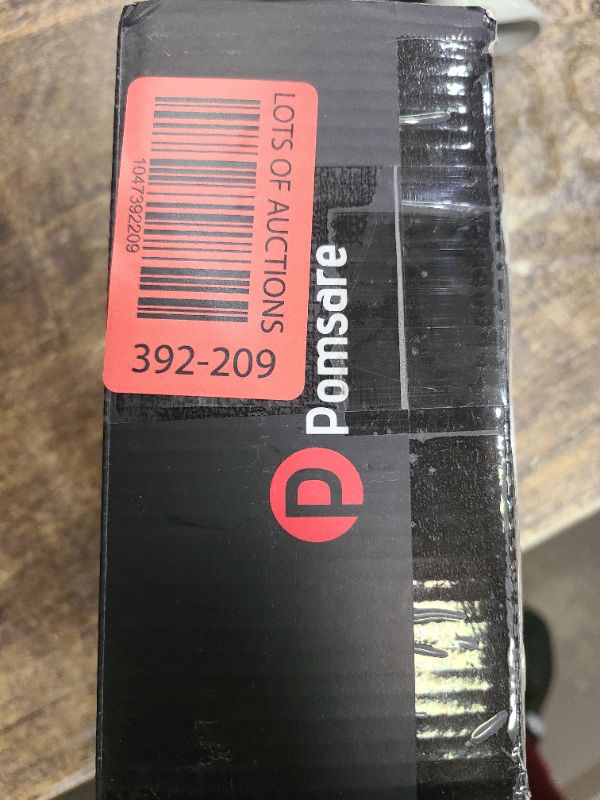 LOTS OF AUCTIONS
1047392209
392-209
Pomsare